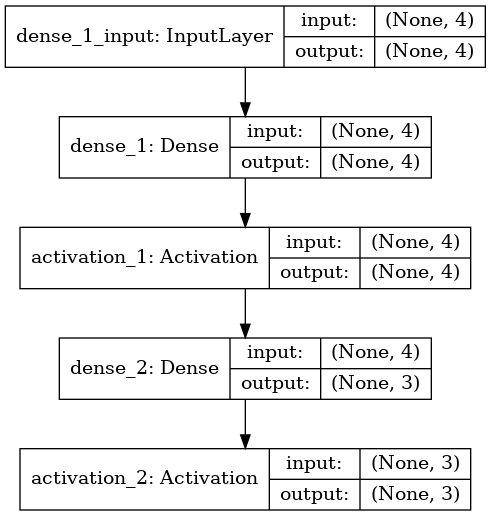 dense_1_input: InputLayer
input: (None, 4)
output: (None, 4)
dense_1: Dense
input: (None, 4)
output: (None, 4)
activation_1: Activation
input: (None, 4)
output: (None, 4)
dense_2: Dense
input: (None, 4)
output: (None, 3)
activation_2: Activation
input: (None, 3)
output: (None, 3)